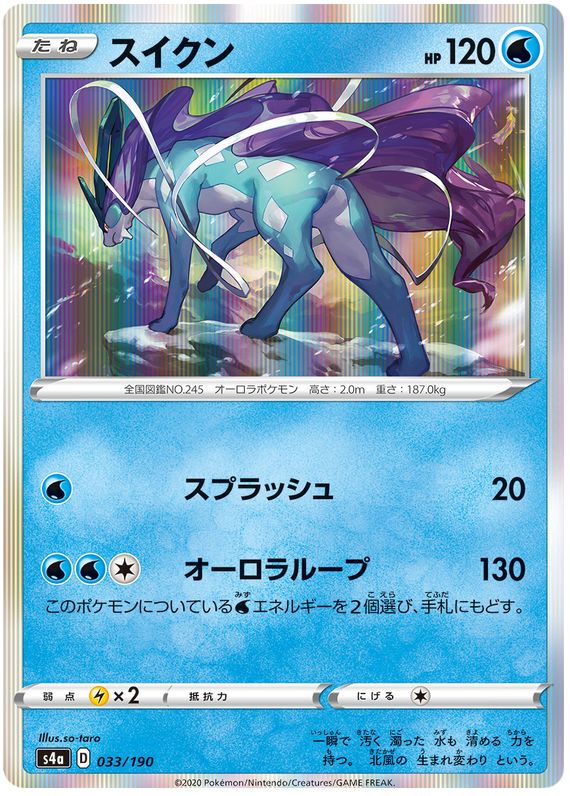 たね スイクン HP 120
全国図鑑NO.245 オーロラポケモン 高さ:2.0m 重さ:187.0kg
スプラッシュ 20
オーロラループ 130
このポケモンについているエネルギーを2個選び、手札にもどす。
弱点 ×2 抵抗力 にげる
Illus.so-taro
s4a D 033/190
一瞬で 汚く 濁った 水も 清める 力を
持つ。 北風の 生まれ変わり という。
©2020 Pokémon/Nintendo/Creatures/GAME FREAK.